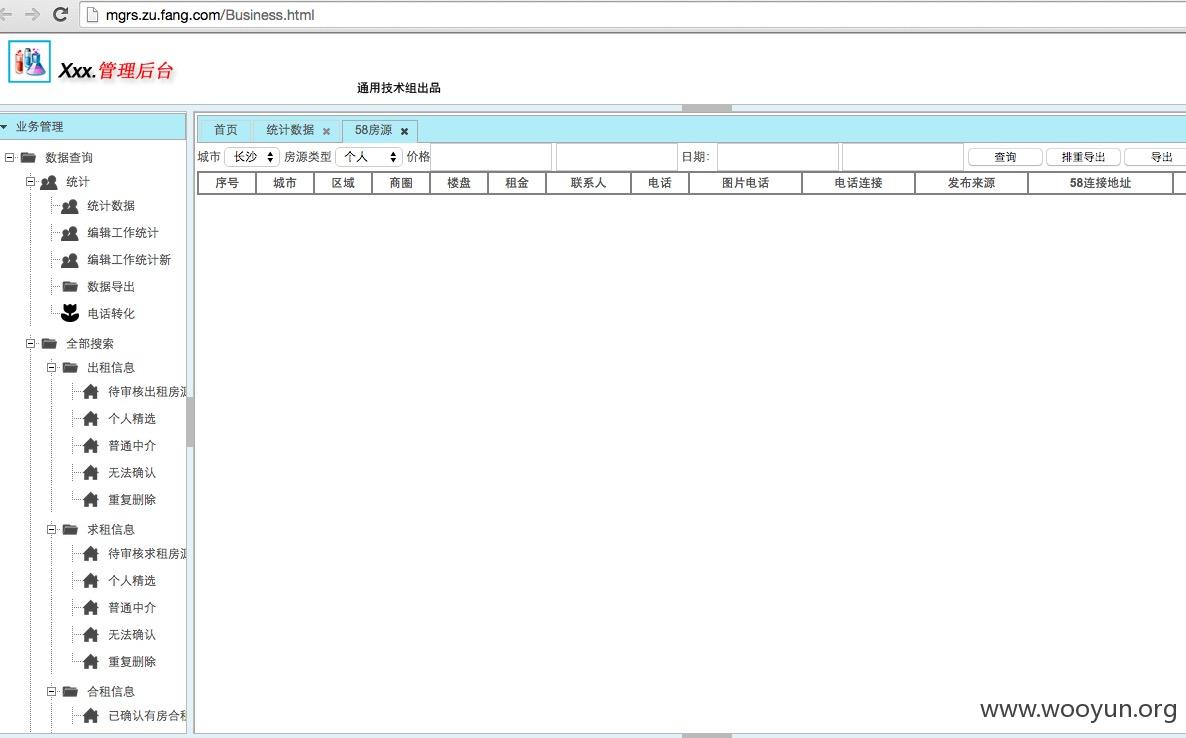 mgrs.zu.fang.com/Business.html
Xxx.管理后台
通用技术组出品
业务管理
首页 统计数据 58房源
数据查询
城市 长沙 房源类型 个人 价格 日期: 查询 排重导出 导出
统计
序号 城市 区域 商圈 楼盘 租金 联系人 电话 图片电话 电话连接 发布来源 58连接地址
统计数据
编辑工作统计
编辑工作统计新
数据导出
电话转化
全部搜索
出租信息
待审核出租房源
个人精选
普通中介
无法确认
重复删除
求租信息
待审核求租房源
个人精选
普通中介
无法确认
重复删除
合租信息
已确认有房合租
www.wooyun.org